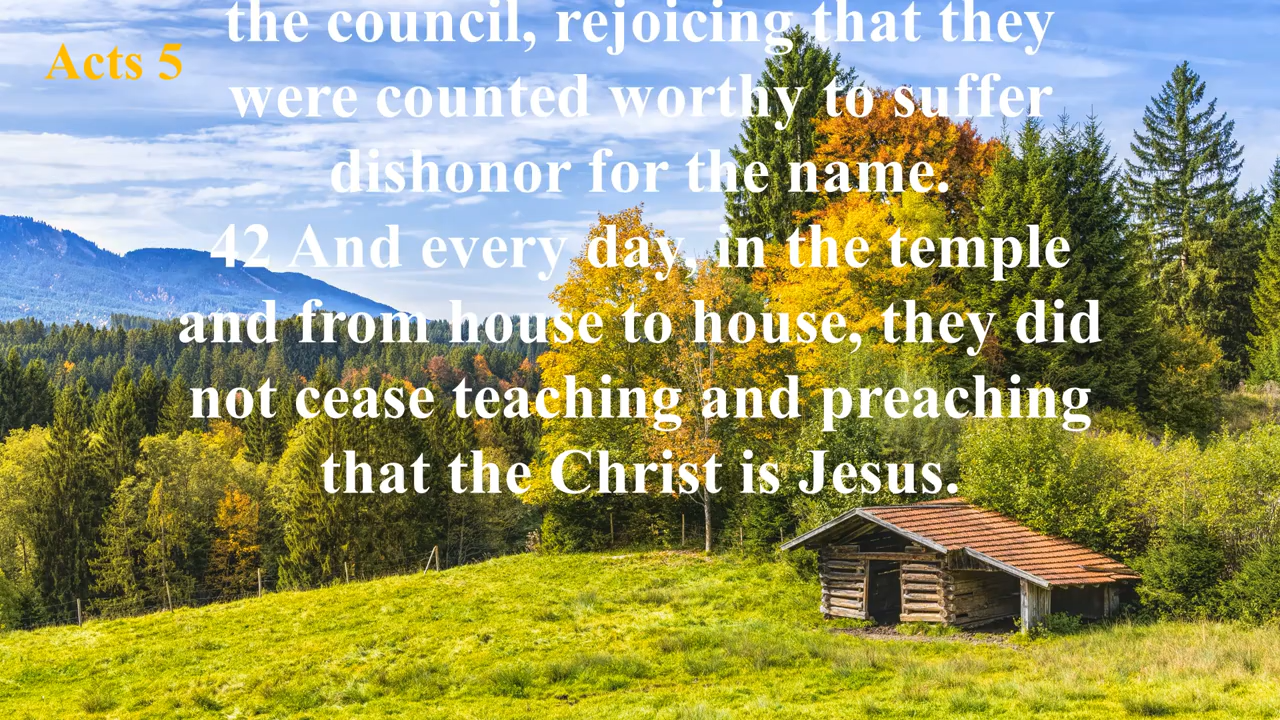 the council, rejoicing that they
Acts 5
were counted worthy to suffer
dishonor for the name.
42 And every day, in the temple
and from house to house, they did
not cease teaching and preaching
that the Christ is Jesus.